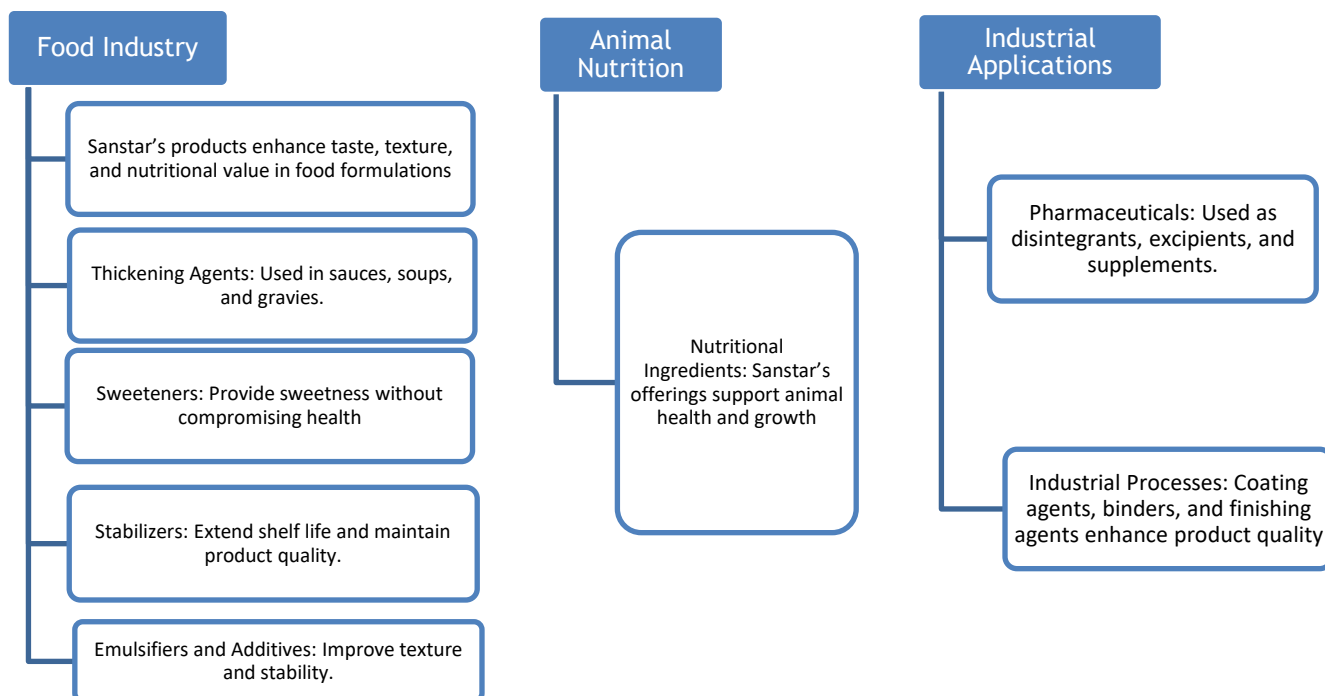 Food Industry
Sanstar’s products enhance taste, texture,
and nutritional value in food formulations
Thickening Agents: Used in sauces, soups,
and gravies.
Sweeteners: Provide sweetness without
compromising health
Stabilizers: Extend shelf life and maintain
product quality.
Emulsifiers and Additives: Improve texture
and stability.
Animal
Nutrition
Nutritional
Ingredients: Sanstar’s
offerings support animal
health and growth
Industrial
Applications
Pharmaceuticals: Used as
disintegrants, excipients, and
supplements.
Industrial Processes: Coating
agents, binders, and finishing
agents enhance product quality